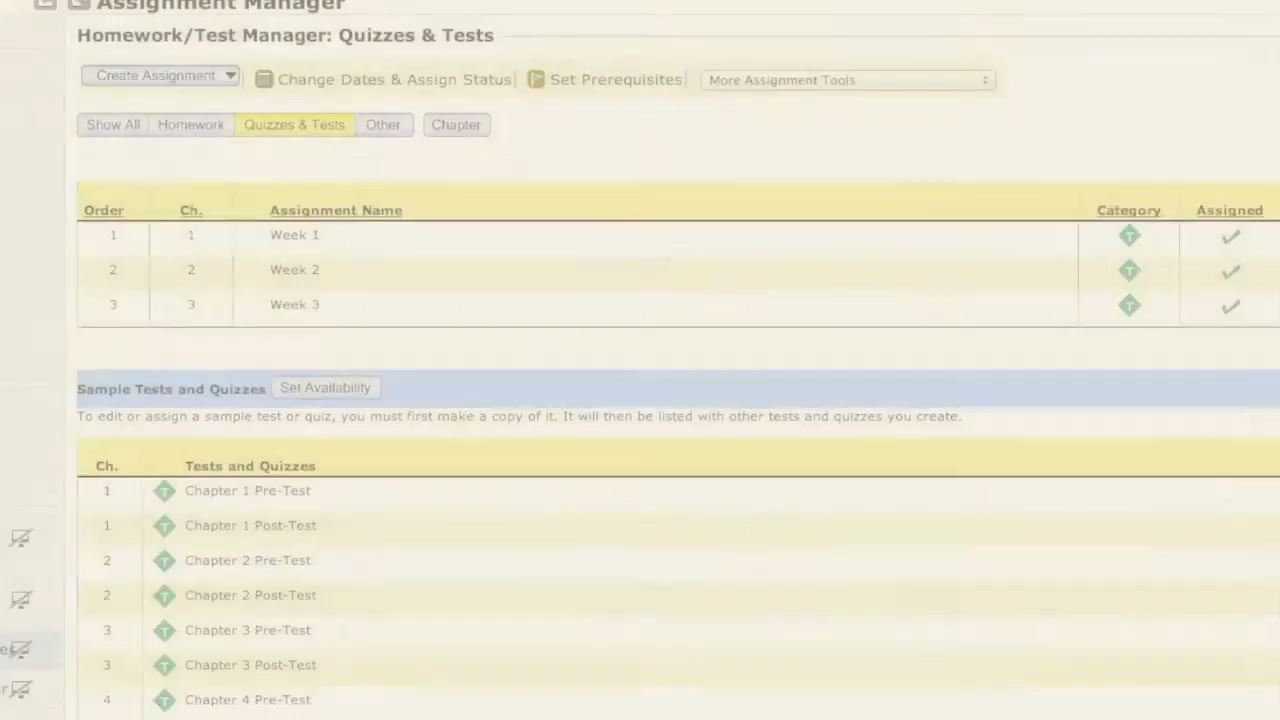 Assignment Manager
Homework/Test Manager: Quizzes & Tests
Create Assignment Change Dates & Assign Status Set Prerequisites More Assignment Tools
Show All Homework Quizzes & Tests Other Chapter
Order Ch. Assignment Name Category Assigned
1 1 Week 1 T
2 2 Week 2 T
3 3 Week 3 T
Sample Tests and Quizzes Set Availability
To edit or assign a sample test or quiz, you must first make a copy of it. It will then be listed with other tests and quizzes you create.
Ch. Tests and Quizzes
1 T Chapter 1 Pre-Test
1 T Chapter 1 Post-Test
2 T Chapter 2 Pre-Test
2 T Chapter 2 Post-Test
3 T Chapter 3 Pre-Test
3 T Chapter 3 Post-Test
4 T Chapter 4 Pre-Test